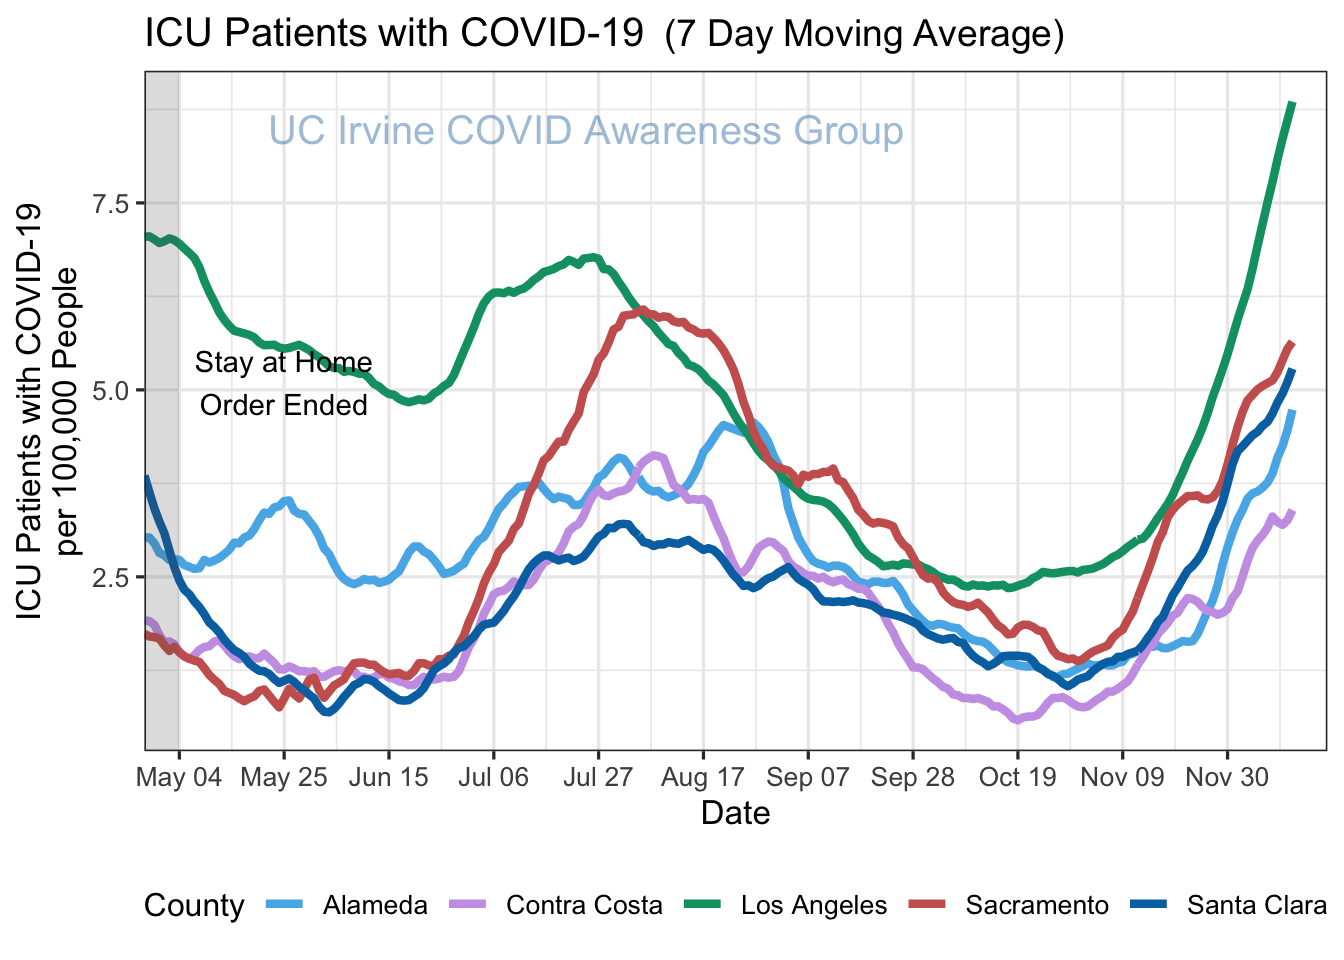 ICU Patients with COVID-19 (7 Day Moving Average)
UC Irvine COVID Awareness Group
ICU Patients with COVID-19
per 100,000 People
7.5
5.0
2.5
Stay at Home
Order Ended
May 04 May 25 Jun 15 Jul 06 Jul 27 Aug 17 Sep 07 Sep 28 Oct 19 Nov 09 Nov 30
Date
County Alameda Contra Costa Los Angeles Sacramento Santa Clara